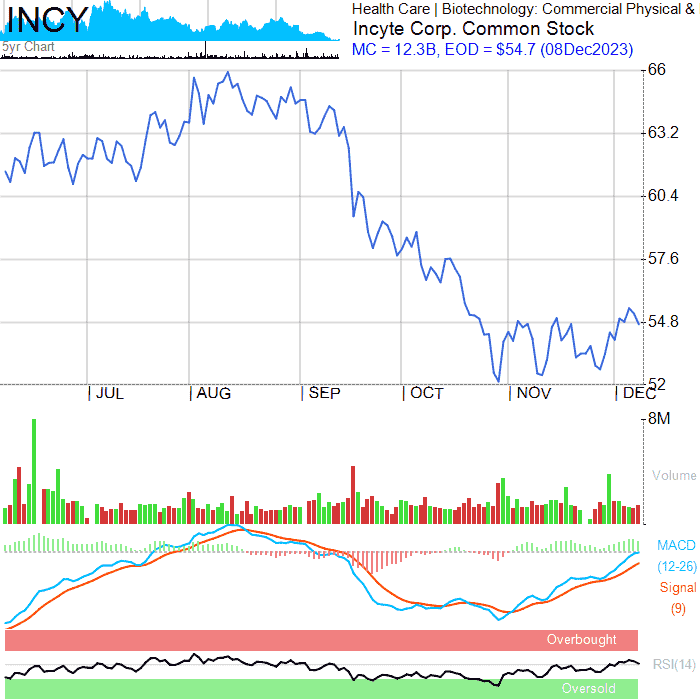 INCY
5yr Chart
Health Care | Biotechnology: Commercial Physical &
Incyte Corp. Common Stock
MC = 12.3B, EOD = $54.7 (08Dec2023)
66
63.2
60.4
57.6
54.8
52
JUL AUG SEP OCT NOV DEC
8M
Volume
MACD
(12-26)
Signal
(9)
Overbought
RSI(14)
Oversold